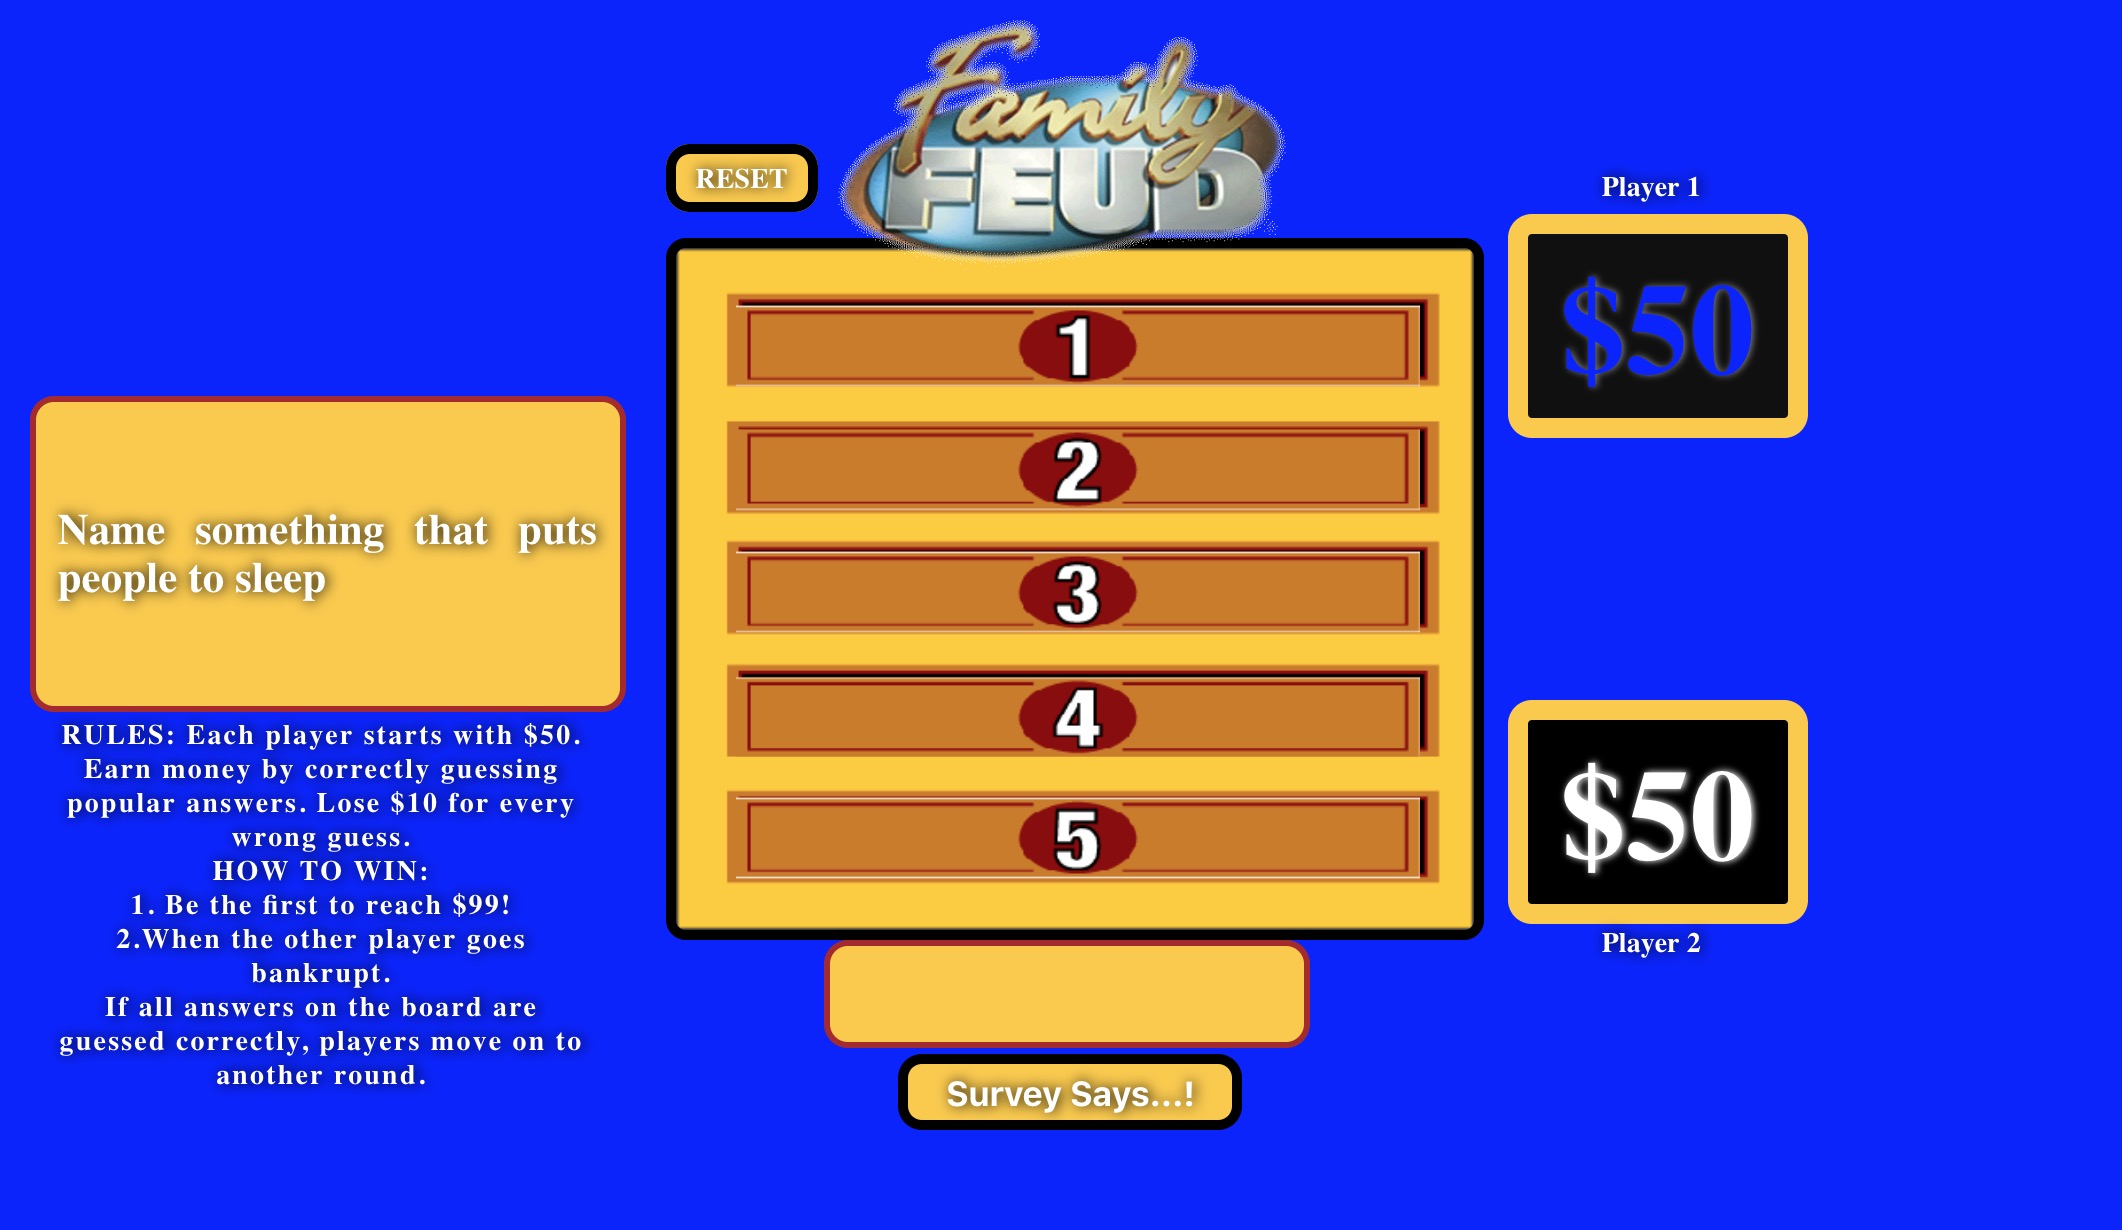 Family
FEUD
RESET
Player 1
$50
1
2
3
4
5
Name something that puts
people to sleep
RULES: Each player starts with $50.
Earn money by correctly guessing
popular answers. Lose $10 for every
wrong guess.
HOW TO WIN:
1. Be the first to reach $99!
2.When the other player goes
bankrupt.
If all answers on the board are
guessed correctly, players move on to
another round.
$50
Player 2
Survey Says...!